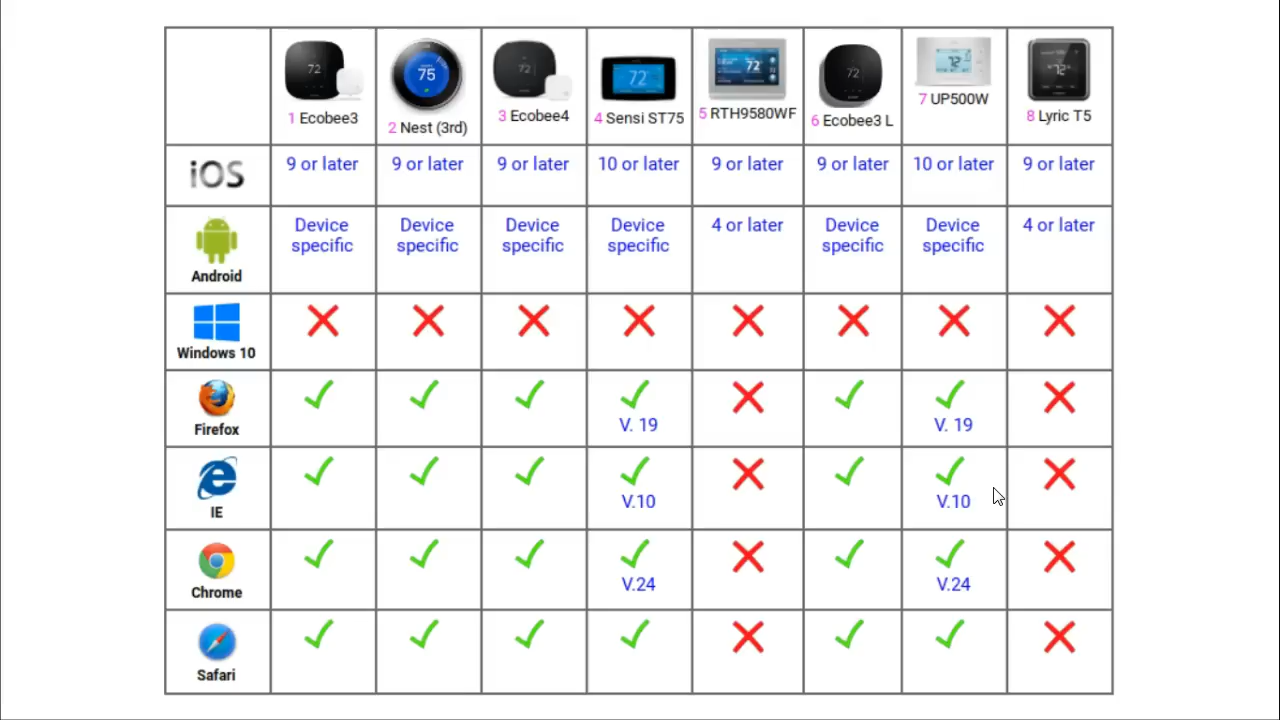 72
75
72
72
72
72
72
72
1 Ecobee3
2 Nest (3rd)
3 Ecobee4
4 Sensi ST75
5 RTH9580WF
6 Ecobee3 L
7 UP500W
8 Lyric T5
iOS
9 or later
9 or later
9 or later
10 or later
9 or later
9 or later
10 or later
9 or later
Android
Device
specific
Device
specific
Device
specific
Device
specific
4 or later
Device
specific
Device
specific
4 or later
Windows 10
Firefox
V. 19
V. 19
IE
V.10
V.10
Chrome
V.24
V.24
Safari